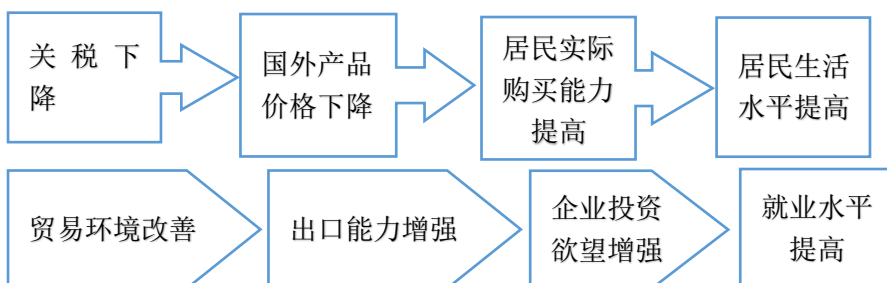 关税下
降
国外产品
价格下降
居民实际
购买能力
提高
居民生活
水平提高
贸易环境改善
出口能力增强
企业投资
欲望增强
就业水平
提高